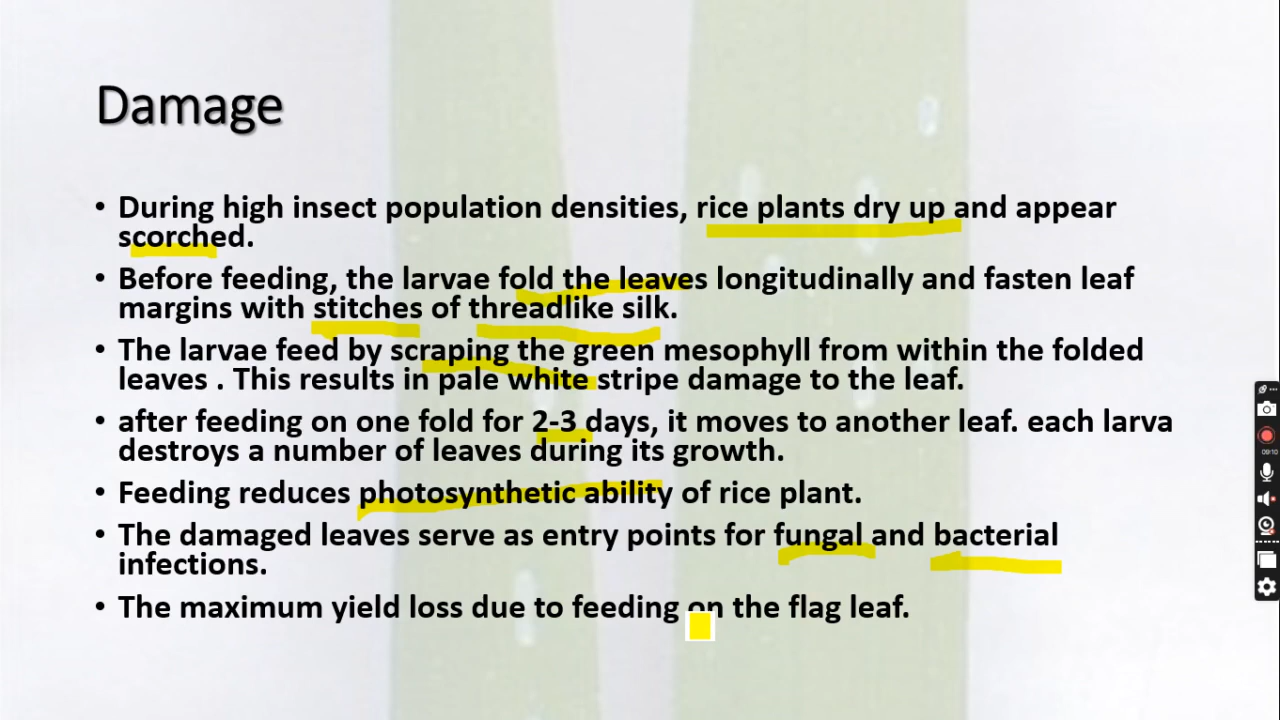 Damage
• During high insect population densities, rice plants dry up and appear
scorched.
• Before feeding, the larvae fold the leaves longitudinally and fasten leaf
margins with stitches of threadlike silk.
• The larvae feed by scraping the green mesophyll from within the folded
leaves . This results in pale white stripe damage to the leaf.
• after feeding on one fold for 2-3 days, it moves to another leaf. each larva
destroys a number of leaves during its growth.
• Feeding reduces photosynthetic ability of rice plant.
• The damaged leaves serve as entry points for fungal and bacterial
infections.
• The maximum yield loss due to feeding on the flag leaf.
09:10